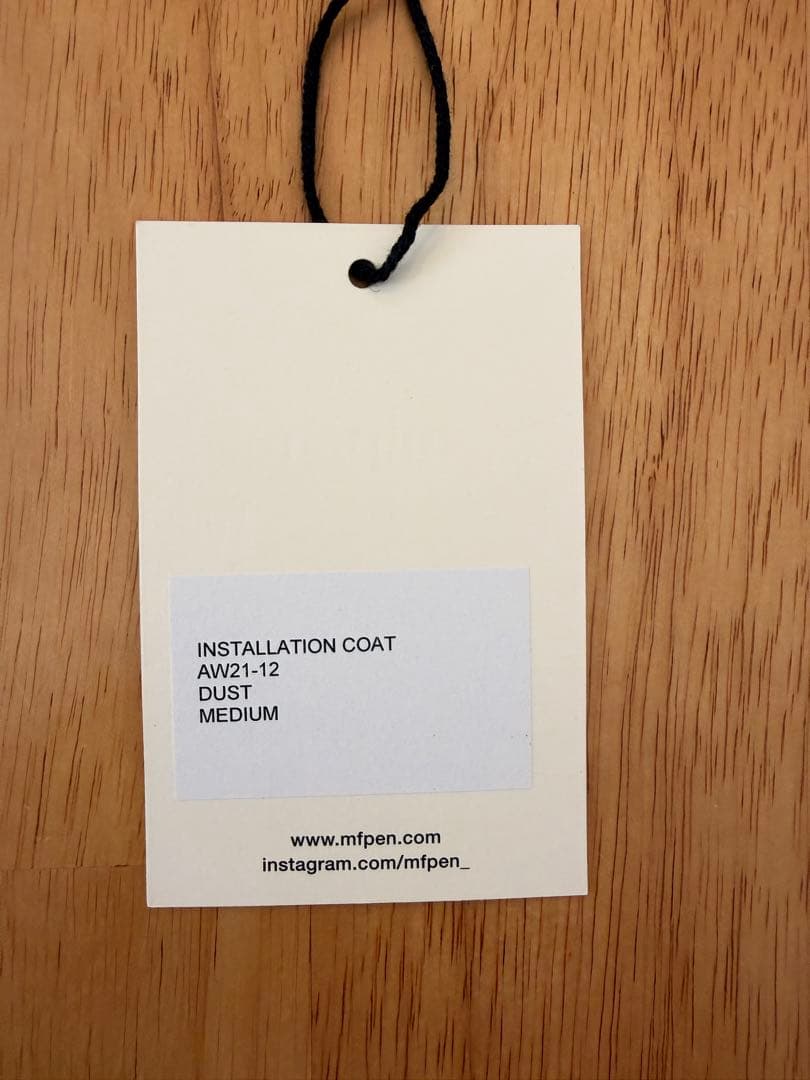 INSTALLATION COAT
AW21-12
DUST
MEDIUM
www.mfpen.com
instagram.com/mfpen_